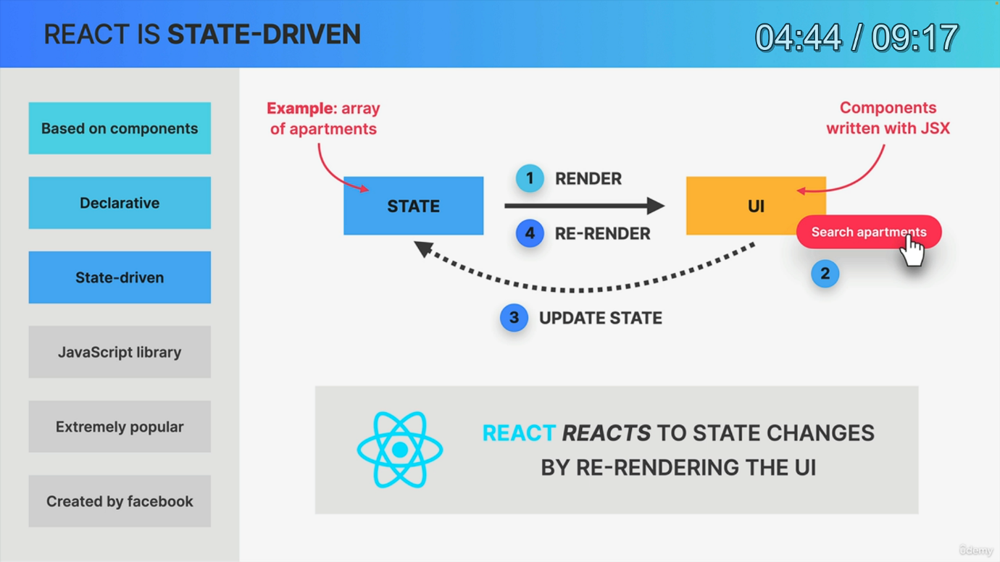 REACT IS STATE-DRIVEN
04:44 / 09:17
Based on components
Declarative
State-driven
JavaScript library
Extremely popular
Created by facebook
Example: array
of apartments
Components
written with JSX
1 RENDER
STATE
UI
4 RE-RENDER
Search apartments
2
3 UPDATE STATE
REACT REACTS TO STATE CHANGES
BY RE-RENDERING THE UI
ûdemy